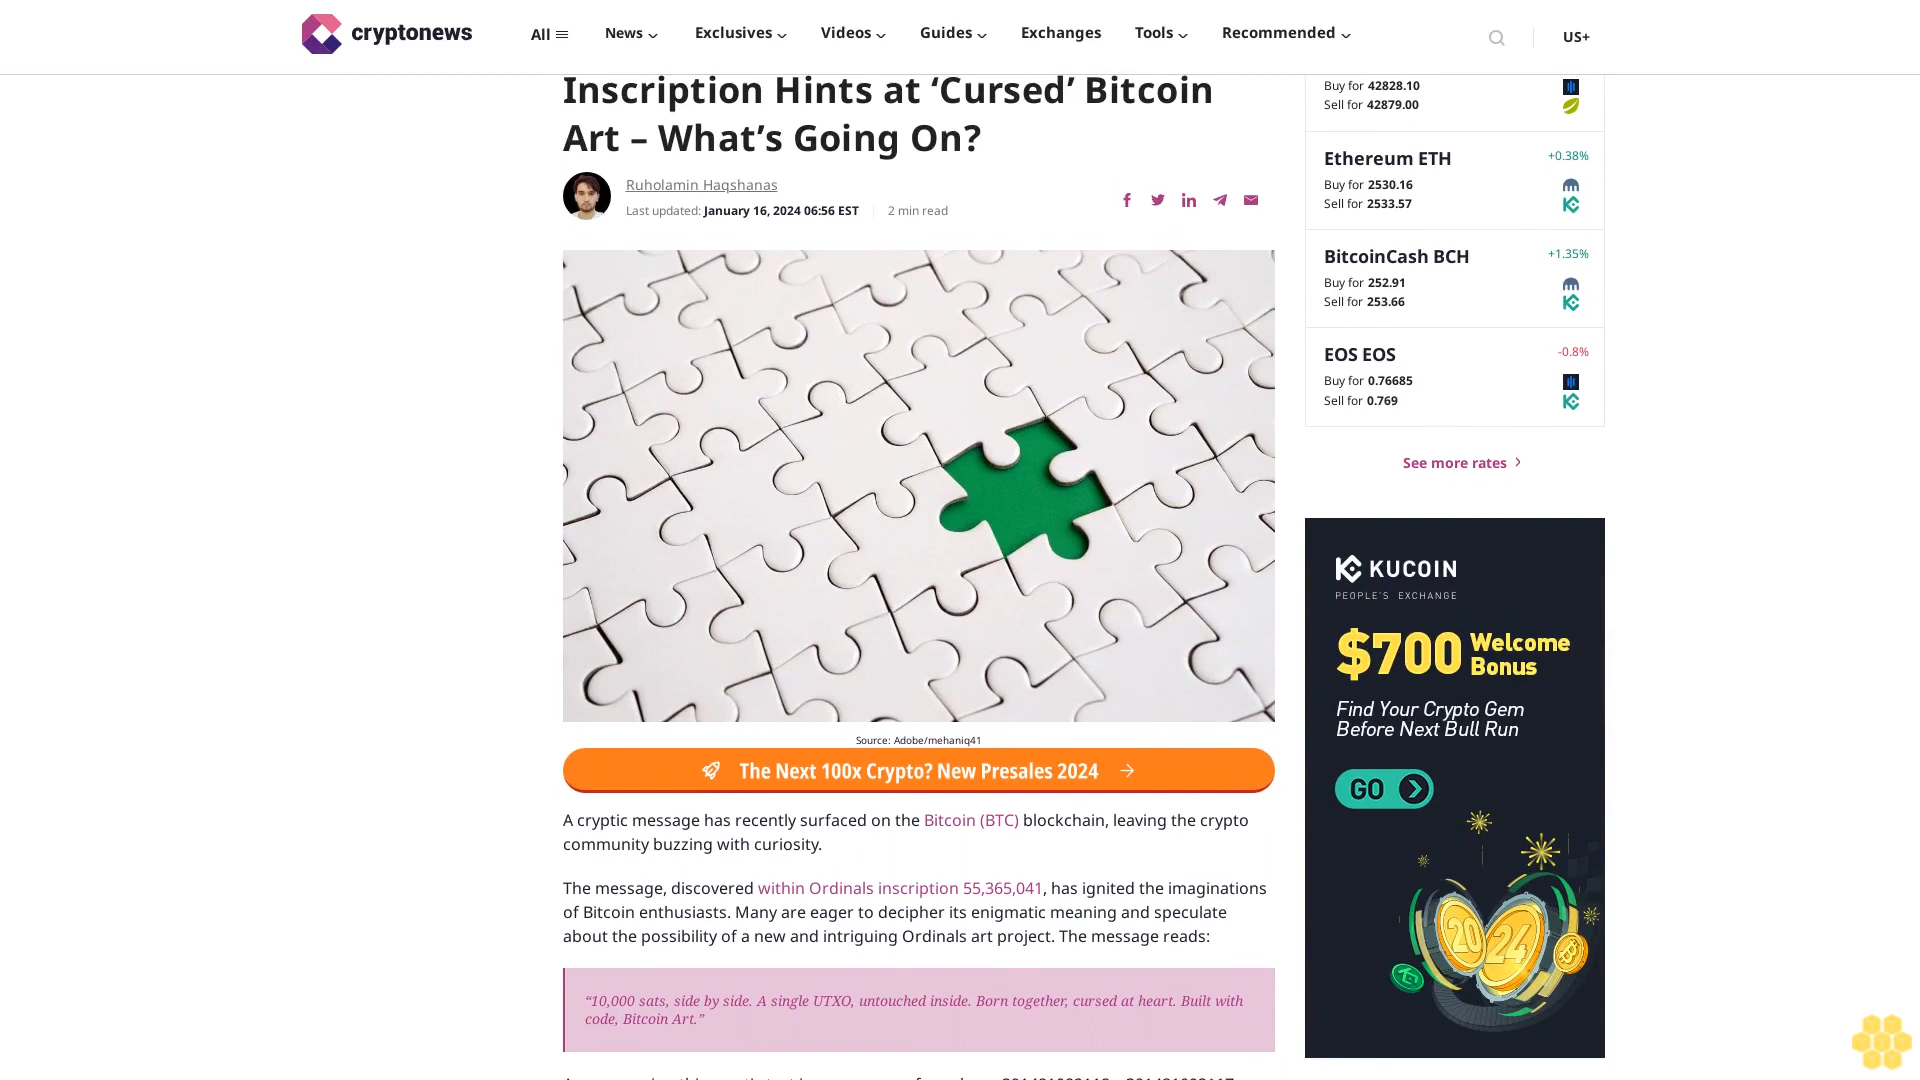 cryptonews
All
News
Exclusives
Videos
Guides
Exchanges
Tools
Recommended
US+
Inscription Hints at ‘Cursed’ Bitcoin
Art – What’s Going On?
Ruholamin Haqshanas
Last updated: January 16, 2024 06:56 EST
2 min read
Source: Adobe/mehaniq41
The Next 100x Crypto? New Presales 2024
A cryptic message has recently surfaced on the Bitcoin (BTC) blockchain, leaving the crypto
community buzzing with curiosity.
The message, discovered within Ordinals inscription 55,365,041, has ignited the imaginations
of Bitcoin enthusiasts. Many are eager to decipher its enigmatic meaning and speculate
about the possibility of a new and intriguing Ordinals art project. The message reads:
“10,000 sats, side by side. A single UTXO, untouched inside. Born together, cursed at heart. Built with
code, Bitcoin Art.”
Buy for 42828.10
Sell for 42879.00
Ethereum ETH
+0.38%
Buy for 2530.16
Sell for 2533.57
BitcoinCash BCH
+1.35%
Buy for 252.91
Sell for 253.66
EOS EOS
-0.8%
Buy for 0.76685
Sell for 0.769
See more rates
KUCOIN
PEOPLE'S EXCHANGE
$700 Welcome
Bonus
Find Your Crypto Gem
Before Next Bull Run
GO
20
24